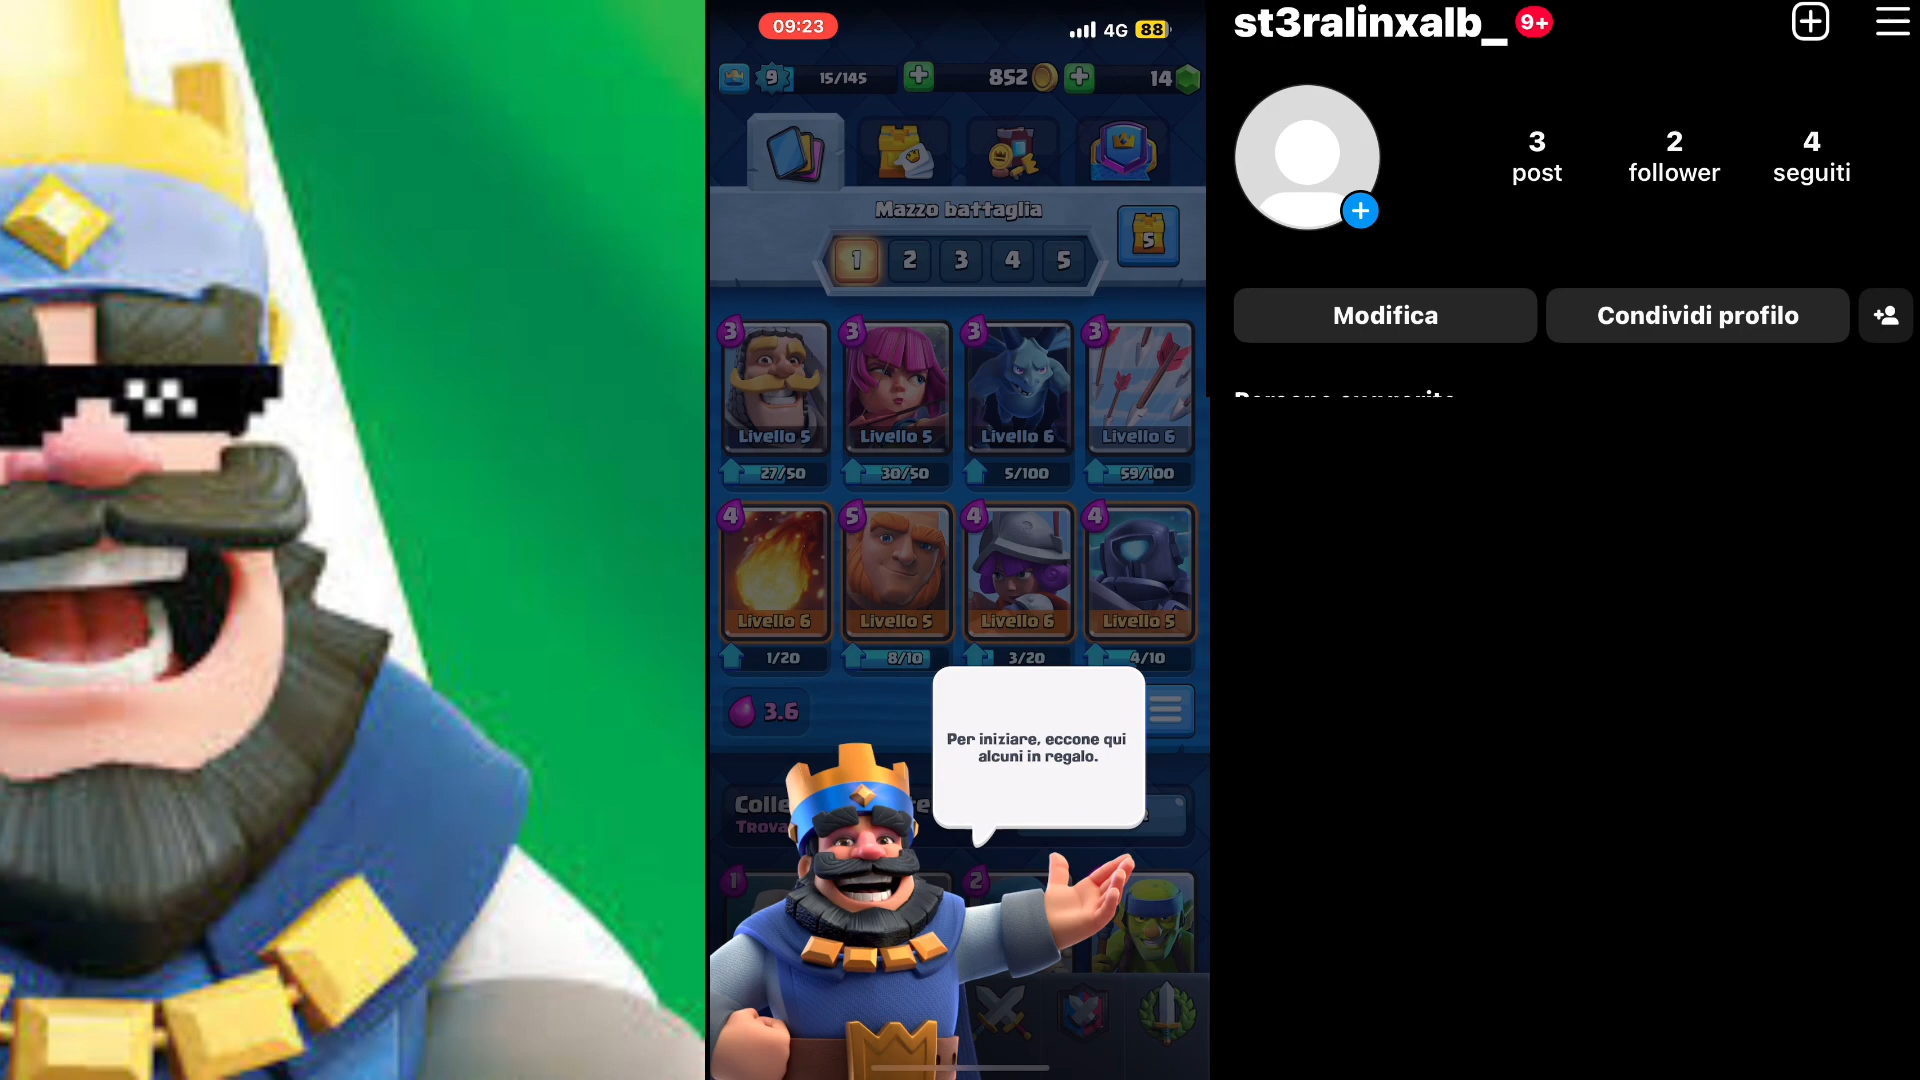 09:23
4G 88
9 15/145 852 14
Mazzo battaglia
1 2 3 4 5
5
3 3 3 3
Livello 5 Livello 5 Livello 6 Livello 6
27/50 30/50 5/100 59/100
4 5 4 4
Livello 6 Livello 5 Livello 6 Livello 5
1/20 8/10 3/20 4/10
3.6
Per iniziare, eccone qui
alcuni in regalo.
1 2
st3ralinxalb_ 9+
3 2 4
post follower seguiti
Modifica Condividi profilo